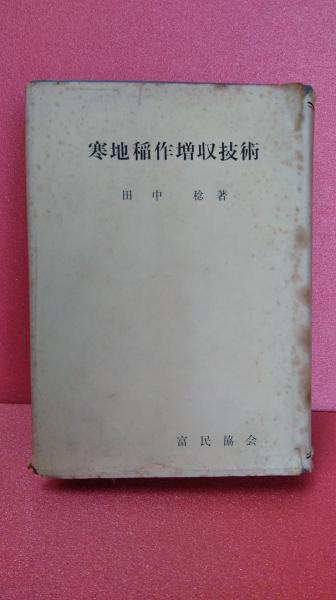 寒地稲作増収技術
田中 稔著
富民協会